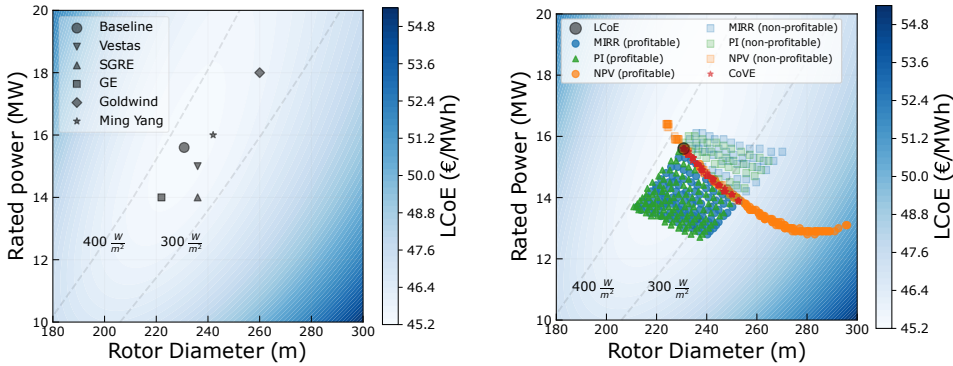 Baseline
Vestas
SGRE
GE
Goldwind
Ming Yang
400 W/m²
300 W/m²
20
18
16
14
12
10
Rated power (MW)
180 200 220 240 260 280 300
Rotor Diameter (m)
54.8
53.6
52.4
51.2
50.0
48.8
47.6
46.4
45.2
LCoE (€/MWh)
LCoE
MIRR (profitable)
PI (profitable)
NPV (profitable)
MIRR (non-profitable)
PI (non-profitable)
NPV (non-profitable)
CoVE
400 W/m²
300 W/m²
20
18
16
14
12
10
Rated Power (MW)
180 200 220 240 260 280 300
Rotor Diameter (m)
54.8
53.6
52.4
51.2
50.0
48.8
47.6
46.4
45.2
LCoE (€/MWh)